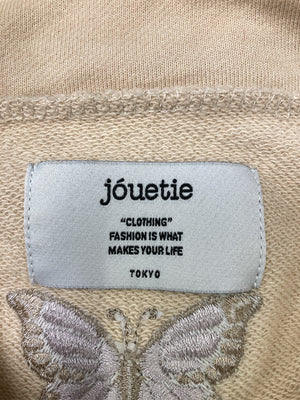 jóuetie
“CLOTHING”
FASHION IS WHAT
MAKES YOUR LIFE
TOKYO